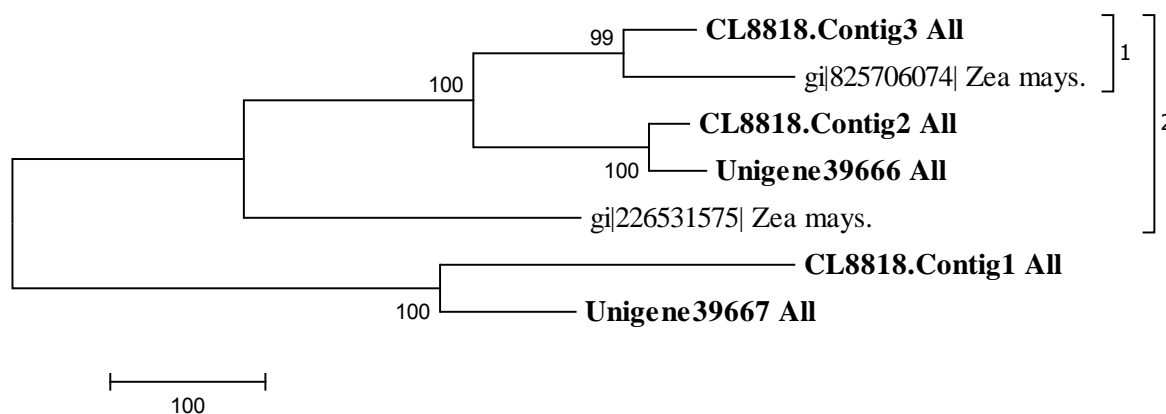 CL8818.Contig3 All
99
1
gi|825706074| Zea mays.
100
CL8818.Contig2 All
2
100
Unigene39666 All
gi|226531575| Zea mays.
CL8818.Contig1 All
100
Unigene39667 All
100